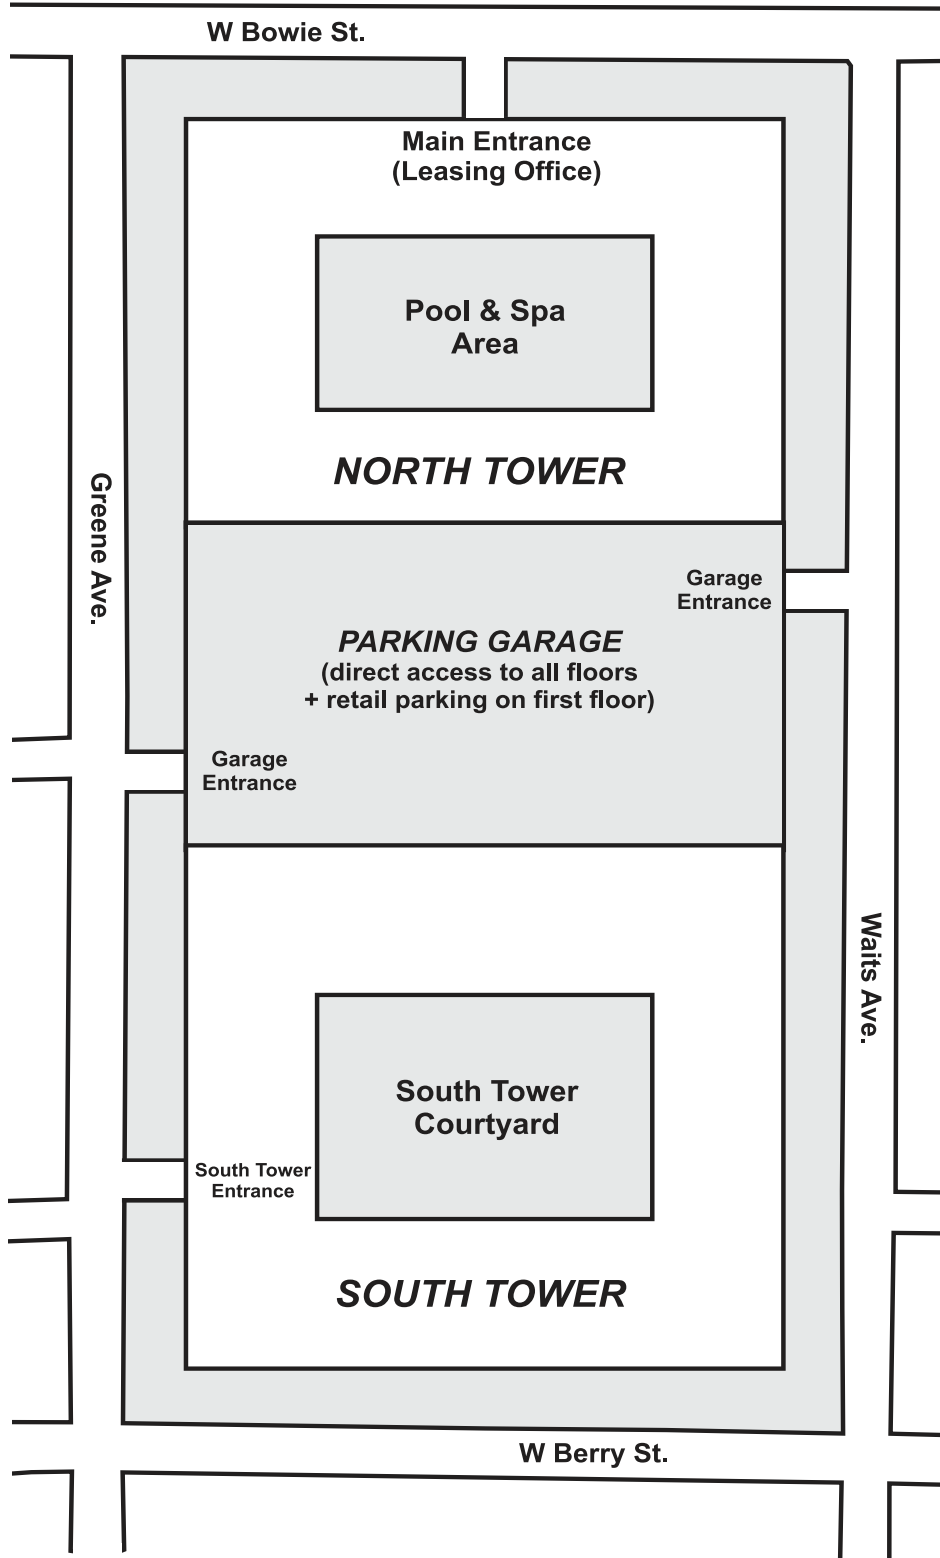 W Bowie St.
Main Entrance
(Leasing Office)
Pool & Spa
Area
NORTH TOWER
Greene Ave.
Garage
Entrance
PARKING GARAGE
(direct access to all floors
+ retail parking on first floor)
Garage
Entrance
Waits Ave.
South Tower
Courtyard
South Tower
Entrance
SOUTH TOWER
W Berry St.